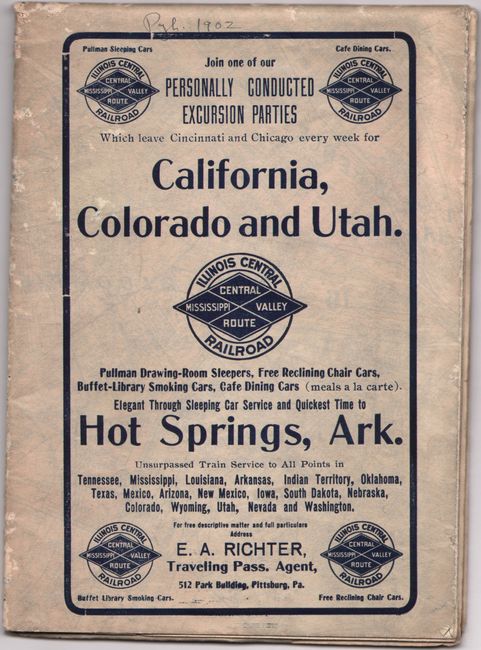 1902
Pullman Sleeping Cars
Cafe Dining Cars.
Join one of our
PERSONALLY CONDUCTED
EXCURSION PARTIES
ILLINOIS CENTRAL
CENTRAL
MISSISSIPPI VALLEY
ROUTE
RAILROAD
ILLINOIS CENTRAL
CENTRAL
MISSISSIPPI VALLEY
ROUTE
RAILROAD
Which leave Cincinnati and Chicago every week for
California,
Colorado and Utah.
ILLINOIS CENTRAL
CENTRAL
MISSISSIPPI VALLEY
ROUTE
RAILROAD
Pullman Drawing-Room Sleepers, Free Reclining Chair Cars,
Buffet-Library Smoking Cars, Cafe Dining Cars (meals a la carte).
Elegant Through Sleeping Car Service and Quickest Time to
Hot Springs, Ark.
Unsurpassed Train Service to All Points in
Tennessee, Mississippi, Louisiana, Arkansas, Indian Territory, Oklahoma,
Texas, Mexico, Arizona, New Mexico, Iowa, South Dakota, Nebraska,
Colorado, Wyoming, Utah, Nevada and Washington.
For free descriptive matter and full particulars
Address
E. A. RICHTER,
Traveling Pass. Agent,
512 Park Building, Pittsburg, Pa.
ILLINOIS CENTRAL
CENTRAL
MISSISSIPPI VALLEY
ROUTE
RAILROAD
ILLINOIS CENTRAL
CENTRAL
MISSISSIPPI VALLEY
ROUTE
RAILROAD
Buffet Library Smoking Cars.
Free Reclining Chair Cars.